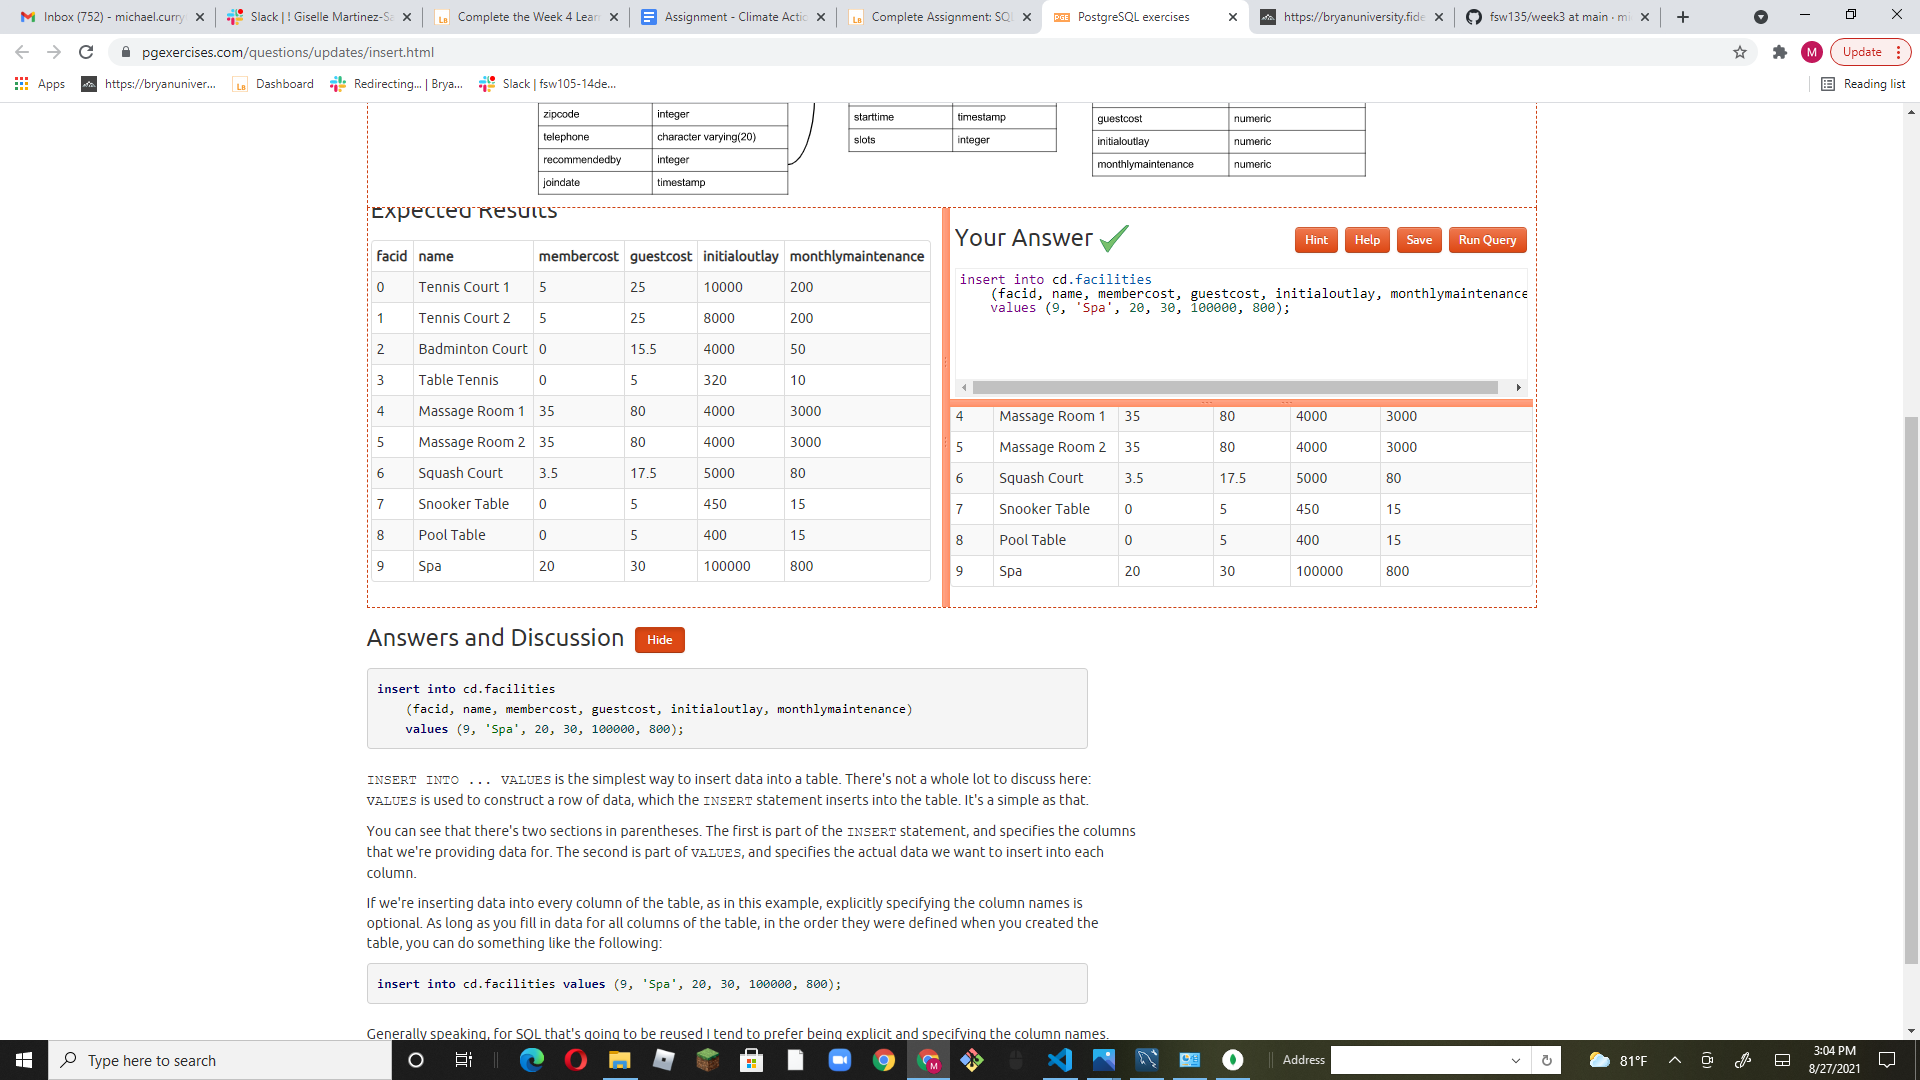 Inbox (752) - michael.curry
Slack | ! Giselle Martinez-Sa
Complete the Week 4 Lear
Assignment - Climate Actic
Complete Assignment: SQL
PostgreSQL exercises
https://bryanuniversity.fide
fsw135/week3 at main · mi
pgexercises.com/questions/updates/insert.html
M
Update
Apps
https://bryanuniver...
Dashboard
Redirecting... | Brya...
Slack | fsw105-14de...
Reading list
zipcode integer
telephone character varying(20)
recommendedby integer
joindate timestamp
starttime timestamp
slots integer
guestcost numeric
initialoutlay numeric
monthlymaintenance numeric
Expected Results
facid name membercost guestcost initialoutlay monthlymaintenance
0 Tennis Court 1 5 25 10000 200
1 Tennis Court 2 5 25 8000 200
2 Badminton Court 0 15.5 4000 50
3 Table Tennis 0 5 320 10
4 Massage Room 1 35 80 4000 3000
5 Massage Room 2 35 80 4000 3000
6 Squash Court 3.5 17.5 5000 80
7 Snooker Table 0 5 450 15
8 Pool Table 0 5 400 15
9 Spa 20 30 100000 800
Your Answer
Hint Help Save Run Query
insert into cd.facilities
(facid, name, membercost, guestcost, initialoutlay, monthlymaintenance
values (9, 'Spa', 20, 30, 100000, 800);
4 Massage Room 1 35 80 4000 3000
5 Massage Room 2 35 80 4000 3000
6 Squash Court 3.5 17.5 5000 80
7 Snooker Table 0 5 450 15
8 Pool Table 0 5 400 15
9 Spa 20 30 100000 800
Answers and Discussion Hide
insert into cd.facilities
(facid, name, membercost, guestcost, initialoutlay, monthlymaintenance)
values (9, 'Spa', 20, 30, 100000, 800);
INSERT INTO ... VALUES is the simplest way to insert data into a table. There's not a whole lot to discuss here:
VALUES is used to construct a row of data, which the INSERT statement inserts into the table. It's a simple as that.
You can see that there's two sections in parentheses. The first is part of the INSERT statement, and specifies the columns
that we're providing data for. The second is part of VALUES, and specifies the actual data we want to insert into each
column.
If we're inserting data into every column of the table, as in this example, explicitly specifying the column names is
optional. As long as you fill in data for all columns of the table, in the order they were defined when you created the
table, you can do something like the following:
insert into cd.facilities values (9, 'Spa', 20, 30, 100000, 800);
Generally speaking, for SQL that's going to be reused I tend to prefer being explicit and specifying the column names.
Type here to search
Address
81°F
3:04 PM
8/27/2021